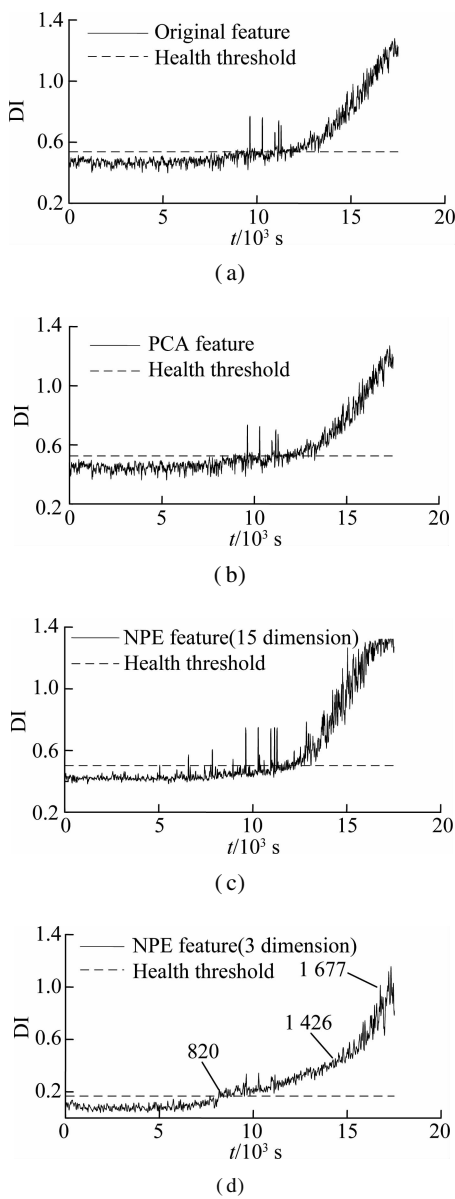 1.4
Original feature
Health threshold
1.0
DI
0.6
0.2
0 5 10 15 20
t/10³ s
(a)
1.4
PCA feature
Health threshold
1.0
DI
0.6
0.2
0 5 10 15 20
t/10³ s
(b)
1.4
NPE feature(15 dimension)
Health threshold
1.0
DI
0.6
0.2
0 5 10 15 20
t/10³ s
(c)
1.4
NPE feature(3 dimension)
Health threshold
1 677
1.0
DI
1 426
0.6
820
0.2
0 5 10 15 20
t/10³ s
(d)